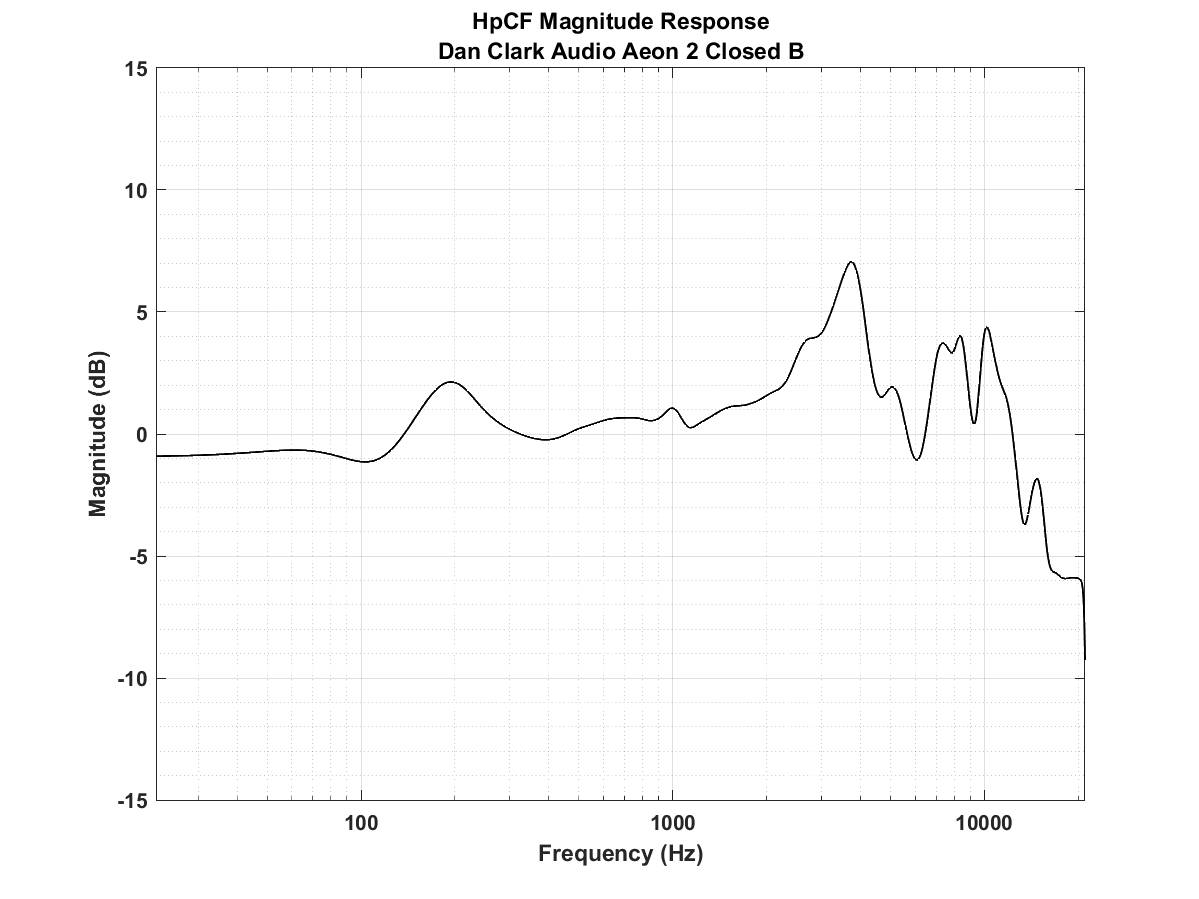 HpCF Magnitude Response
Dan Clark Audio Aeon 2 Closed B
15
10
5
0
-5
-10
-15
Magnitude (dB)
100 1000 10000
Frequency (Hz)